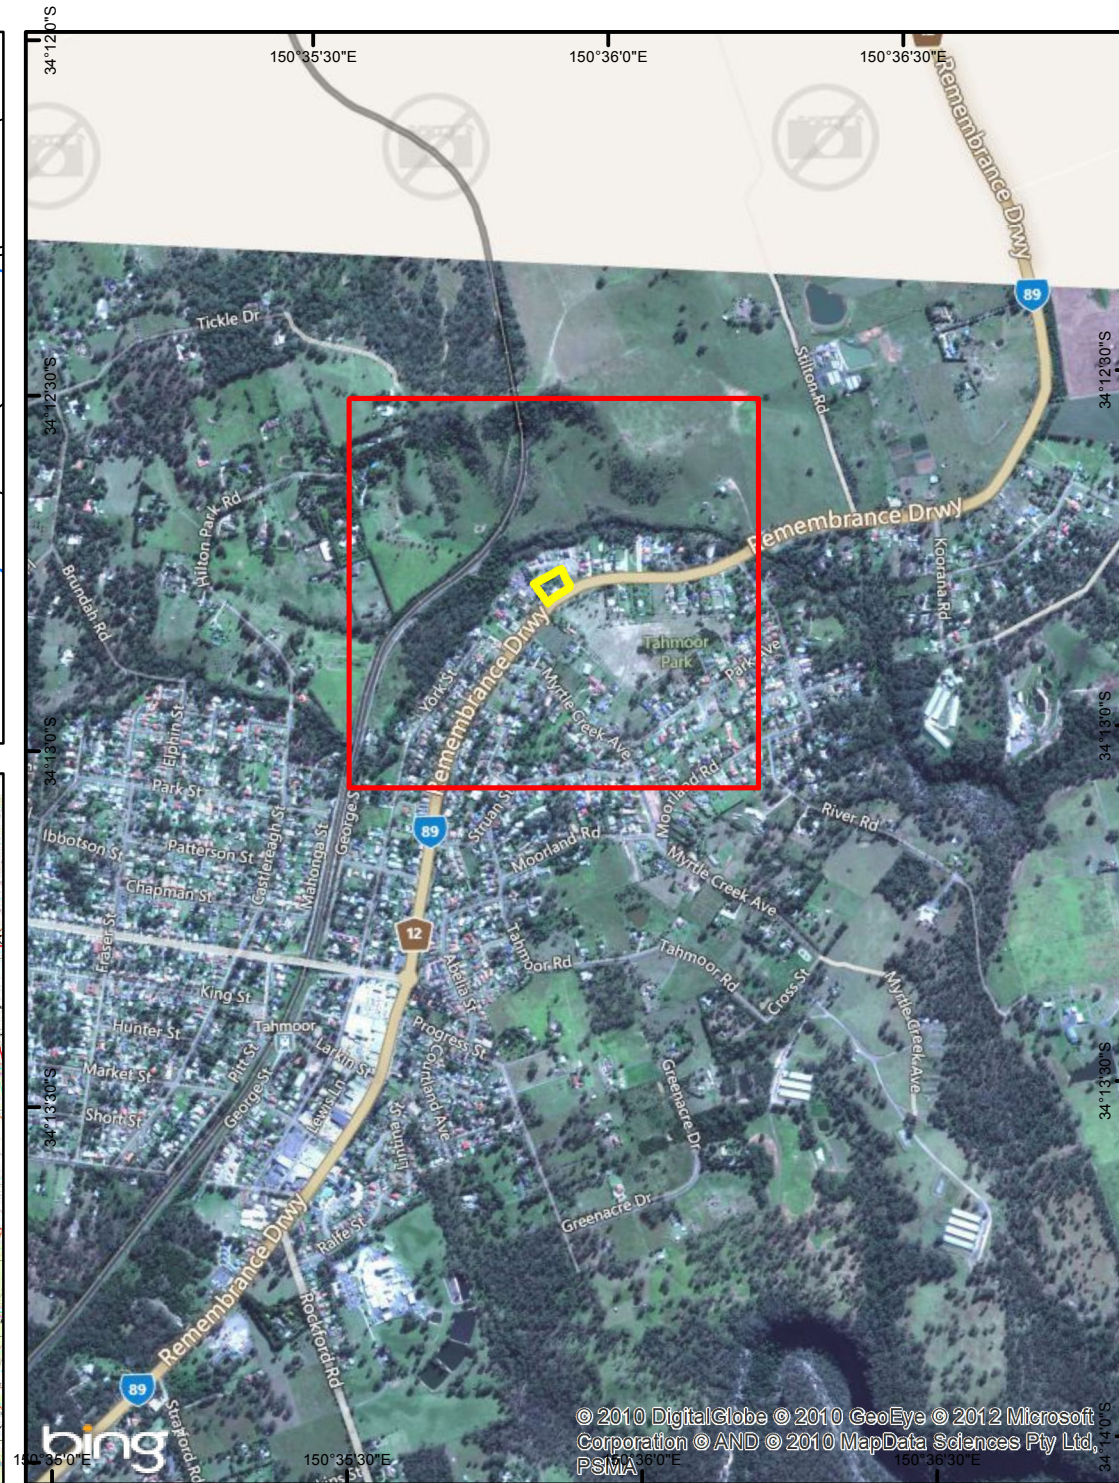 150°35'30"E
150°36'0"E
150°36'30"E
34°12'0"S
Remembrance Drwy
89
Tickle Dr
34°12'30"S
34°12'30"S
Stilton Rd
Hilton Park Rd
Remembrance Drwy
Koorana Rd
Brundah Rd
Remembrance Drwy
Tahmoor
Park
Park Ave
York St
Myrtle Creek Ave
Elphin St
34°13'0"S
34°13'0"S
Park St
Moorland Rd
George St
Struan St
River Rd
89
Ibbotson St
Patterson St
Castlereagh St
Mahonga St
Moorland Rd
Myrtle Creek Ave
Chapman St
12
Fraser St
Tahmoor Rd
Tahmoor Rd
Abelia St
Cross St
King St
Myrtle Creek Ave
Hunter St
Tahmoor
Progress St
Larkin St
Pitt St
Market St
George St
Courtland Ave
Greenacre Dr
34°13'30"S
34°13'30"S
Short St
Lewis Ln
Linnues
Greenacre Dr
Ralfe St
Remembrance Drwy
Rockford Rd
89
Stratford Rd
bing
© 2010 DigitalGlobe © 2010 GeoEye © 2012 Microsoft
Corporation © AND © 2010 MapData Sciences Pty Ltd,
PSMA
34°14'0"S
150°35'0"E
150°35'30"E
150°36'0"E
150°36'30"E